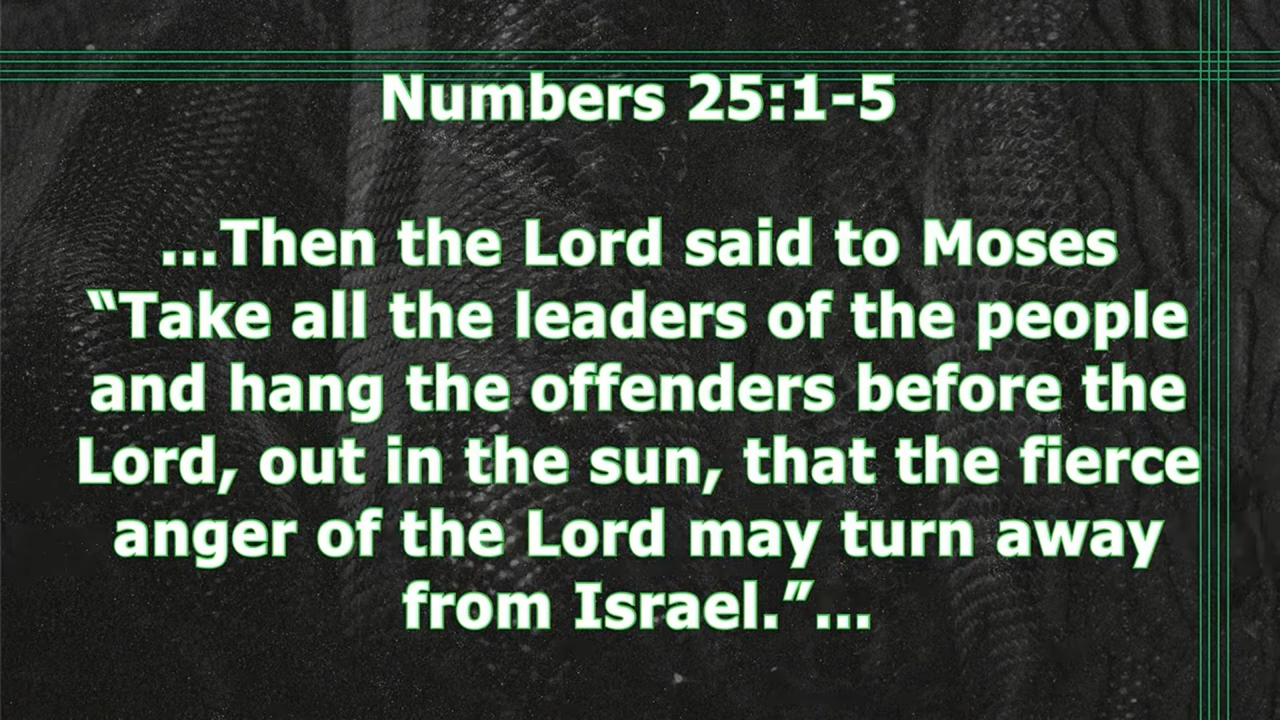 Numbers 25:1-5
...Then the Lord said to Moses
“Take all the leaders of the people
and hang the offenders before the
Lord, out in the sun, that the fierce
anger of the Lord may turn away
from Israel.”...